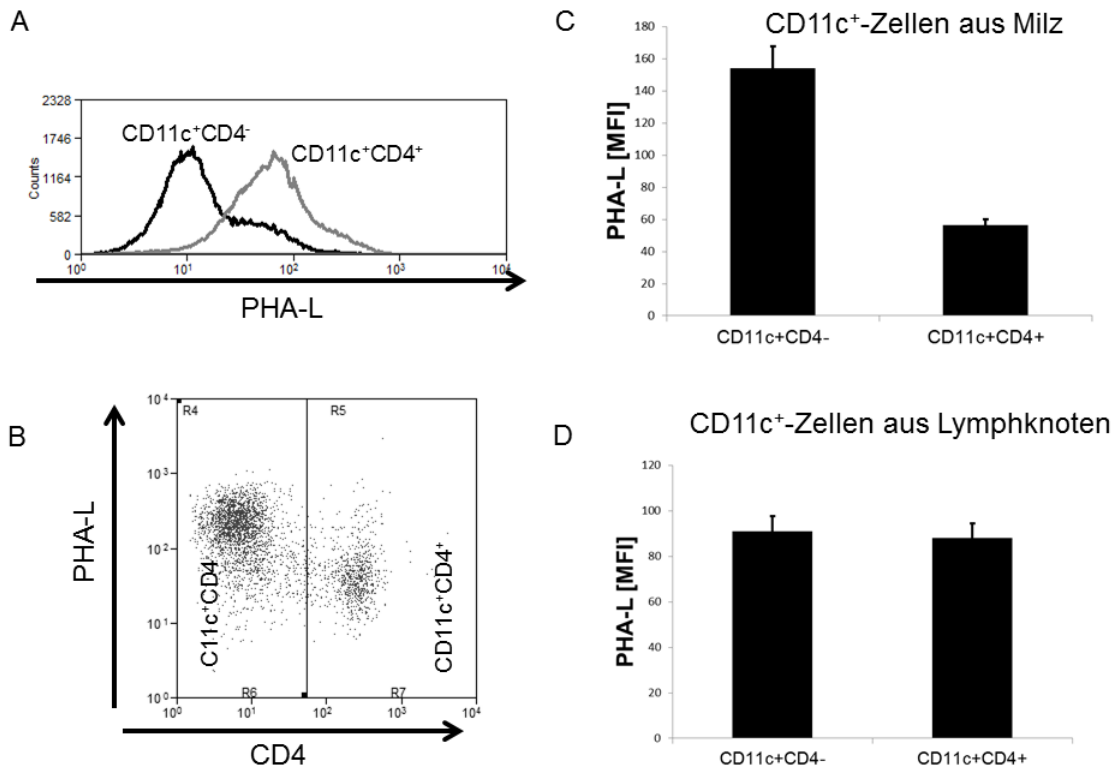 A
2328
1746
1164
582
0
Counts
CD11c⁺CD4⁻
CD11c⁺CD4⁺
10⁰ 10¹ 10² 10³ 10⁴
PHA-L
B
10⁴
10³
10²
10¹
10⁰
PHA-L
R4
R5
R6
R7
C11c⁺CD4
CD11c⁺CD4⁺
10⁰ 10¹ 10² 10³ 10⁴
CD4
C
CD11c⁺-Zellen aus Milz
PHA-L [MFI]
180
160
140
120
100
80
60
40
20
0
CD11c+CD4- CD11c+CD4+
D
CD11c⁺-Zellen aus Lymphknoten
PHA-L [MFI]
120
100
80
60
40
20
0
CD11c+CD4- CD11c+CD4+